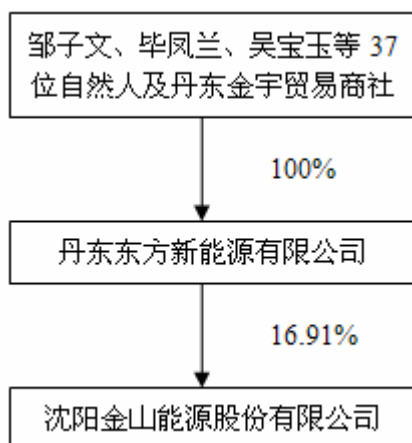 邹子文、毕凤兰、吴宝玉等 37
位自然人及丹东金宇贸易商社
100%
丹东东方新能源有限公司
16.91%
沈阳金山能源股份有限公司